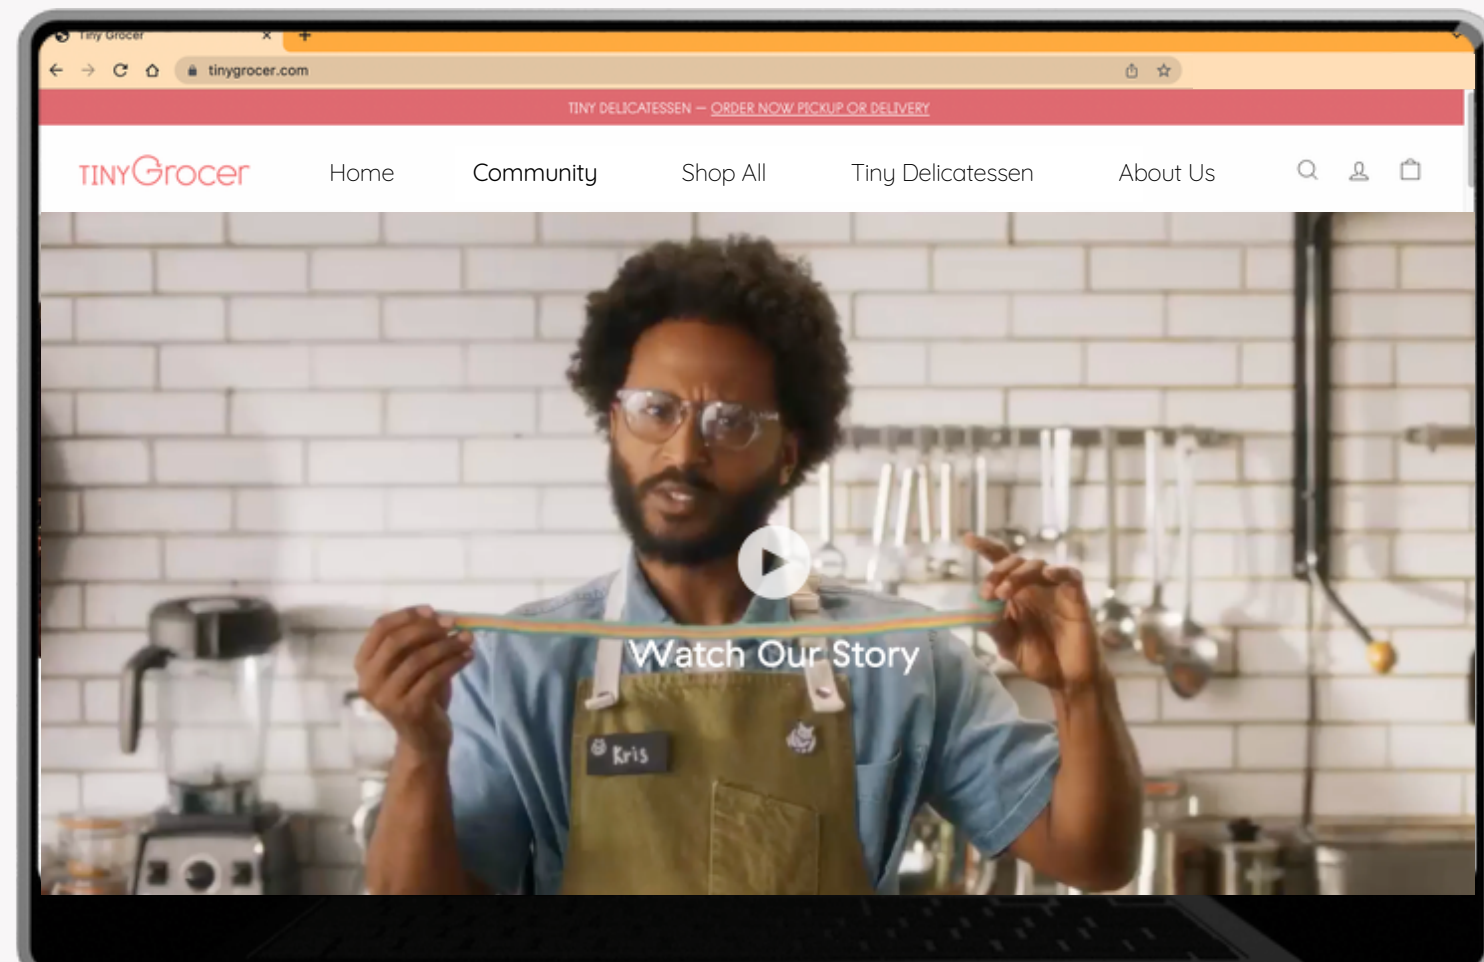 Tiny Grocer
tinygrocer.com
TINY DELICATESSEN — ORDER NOW PICKUP OR DELIVERY
TINYGrocer
Home Community Shop All Tiny Delicatessen About Us
Watch Our Story
Kris